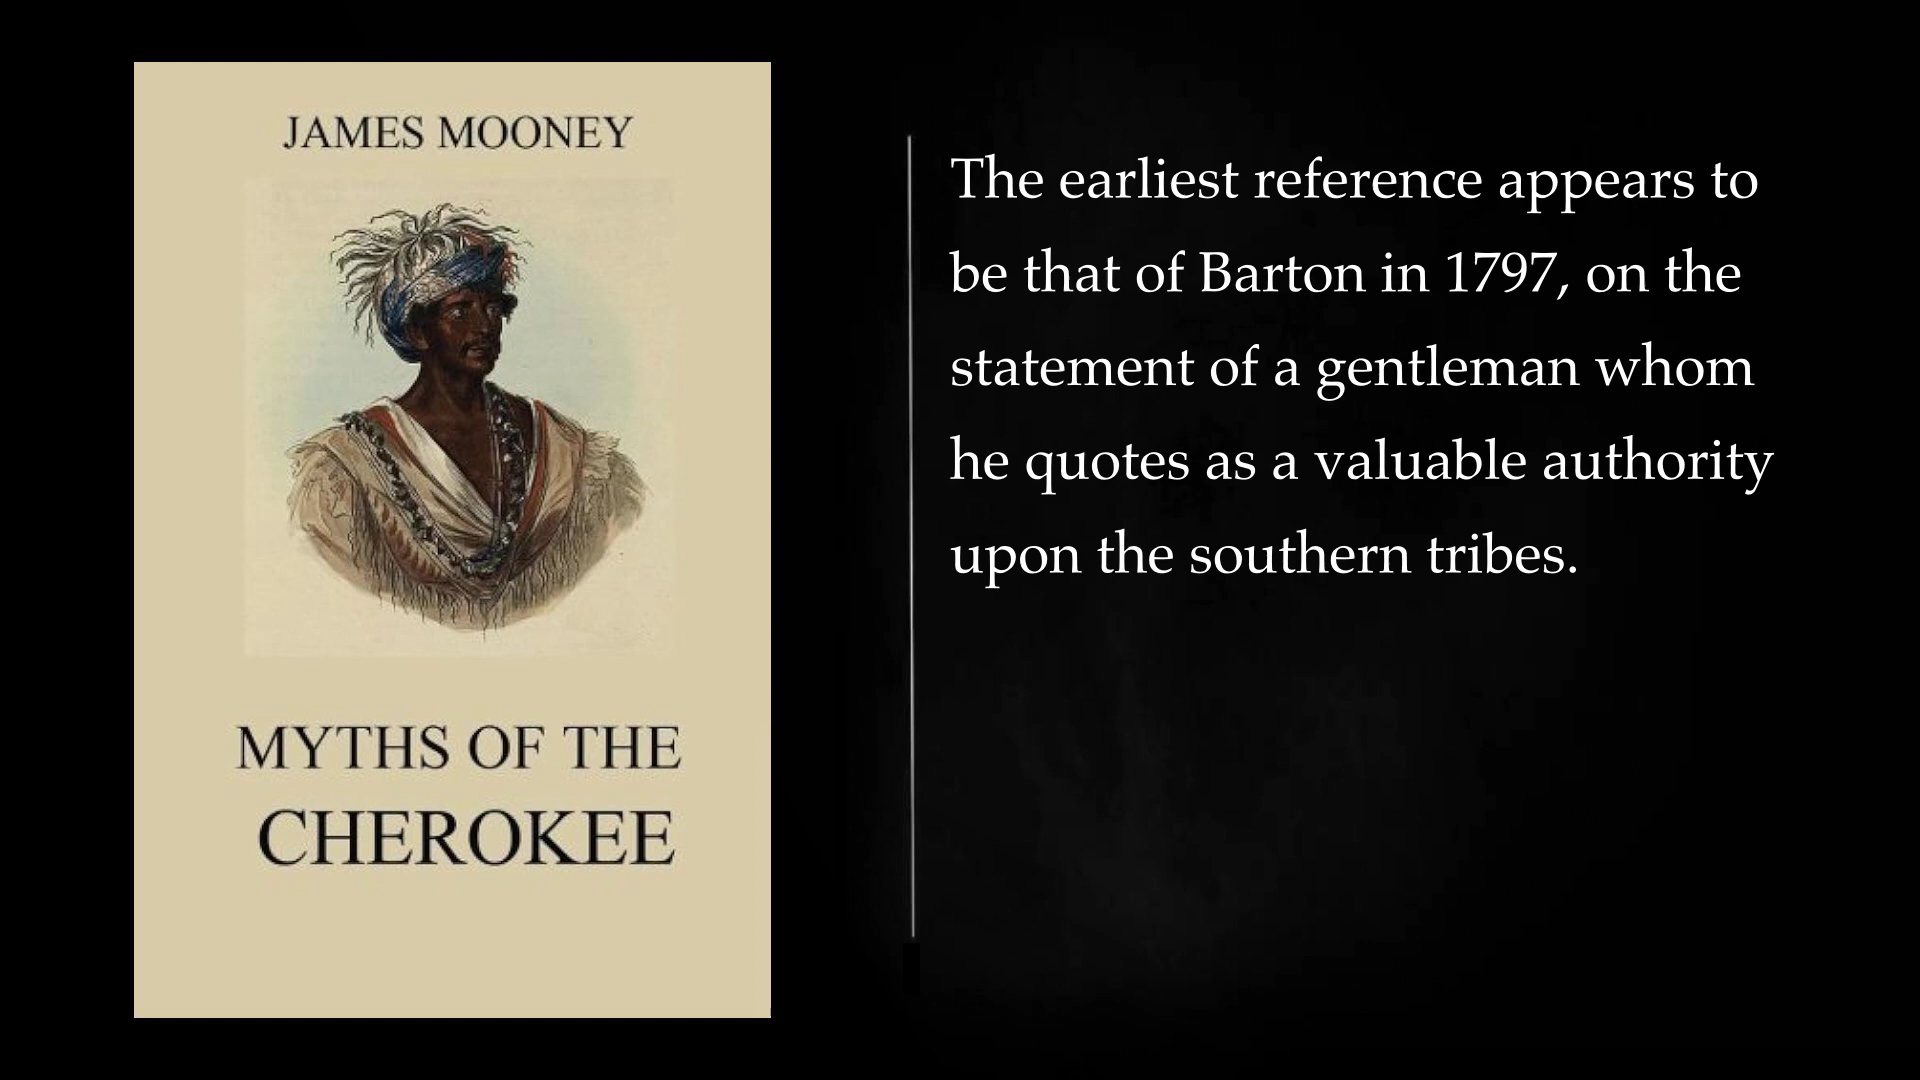 JAMES MOONEY
MYTHS OF THE
CHEROKEE
The earliest reference appears to
be that of Barton in 1797, on the
statement of a gentleman whom
he quotes as a valuable authority
upon the southern tribes.